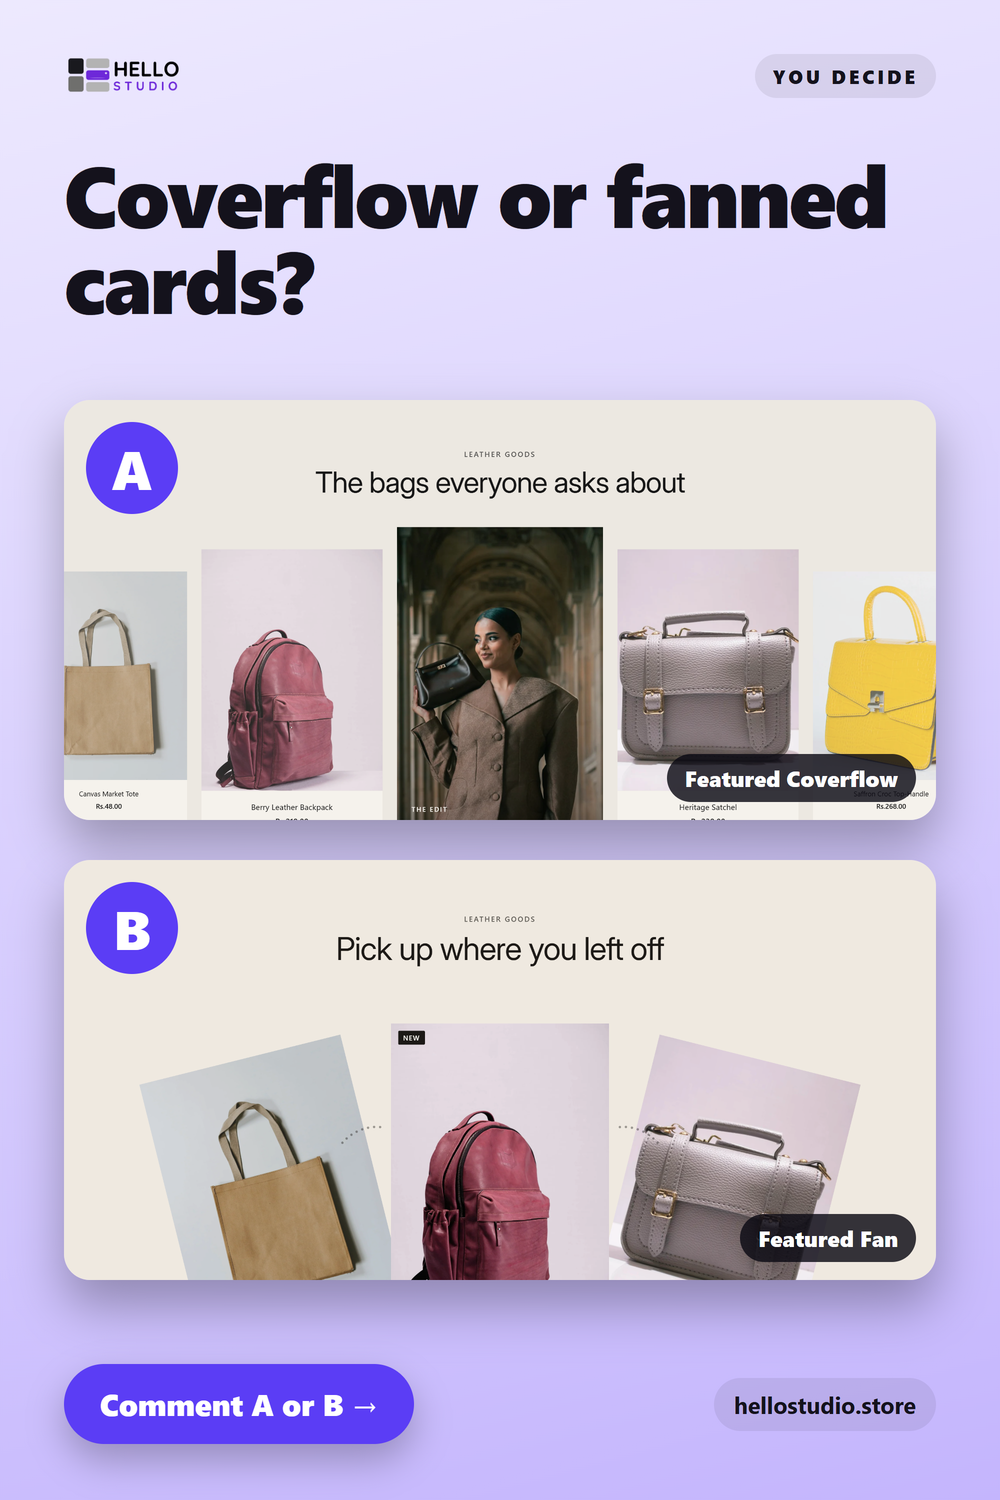 HELLO
STUDIO
YOU DECIDE
Coverflow or fanned
cards?
A
LEATHER GOODS
The bags everyone asks about
Canvas Market Tote
Rs.48.00
Berry Leather Backpack
THE EDIT
Featured Coverflow
Heritage Satchel
Rs.268.00
B
LEATHER GOODS
Pick up where you left off
NEW
Featured Fan
Comment A or B →
hellostudio.store